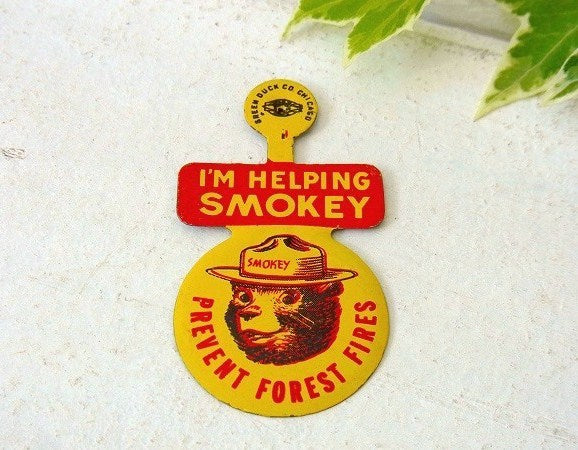 GREEN DUCK CO. CHICAGO
I'M HELPING
SMOKEY
SMOKEY
PREVENT FOREST FIRES